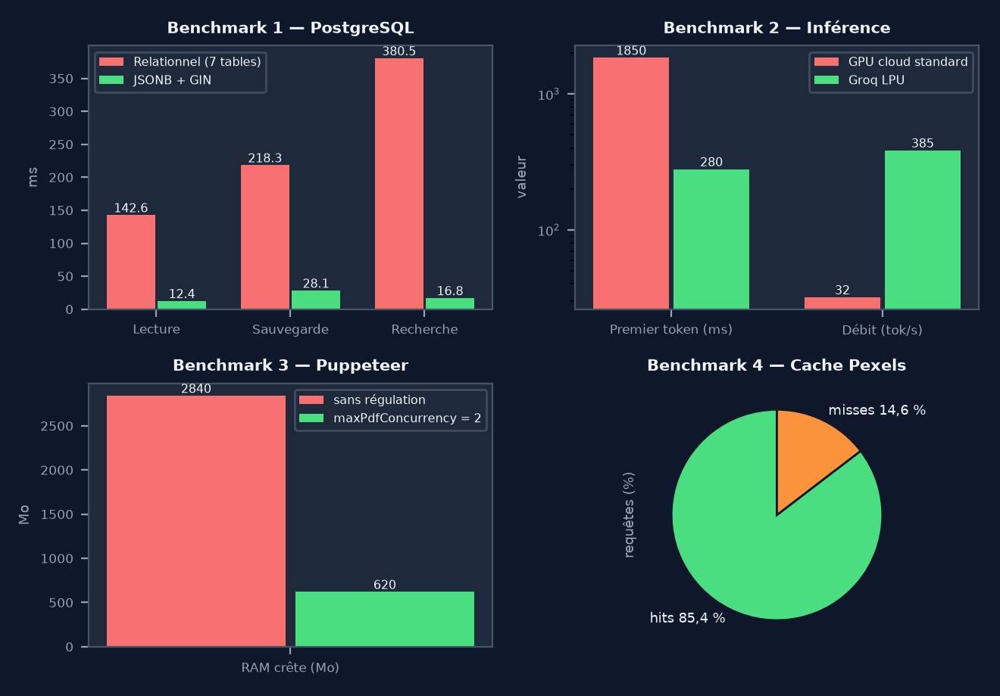 Benchmark 1 — PostgreSQL
Relationnel (7 tables)
JSONB + GIN
ms
350
300
250
200
150
100
50
0
142.6
12.4
218.3
28.1
380.5
16.8
Lecture
Sauvegarde
Recherche
Benchmark 2 — Inférence
GPU cloud standard
Groq LPU
valeur
10³
10²
1850
280
32
385
Premier token (ms)
Débit (tok/s)
Benchmark 3 — Puppeteer
sans régulation
maxPdfConcurrency = 2
Mo
2500
2000
1500
1000
500
0
2840
620
RAM crête (Mo)
Benchmark 4 — Cache Pexels
requêtes (%)
misses 14,6 %
hits 85,4 %